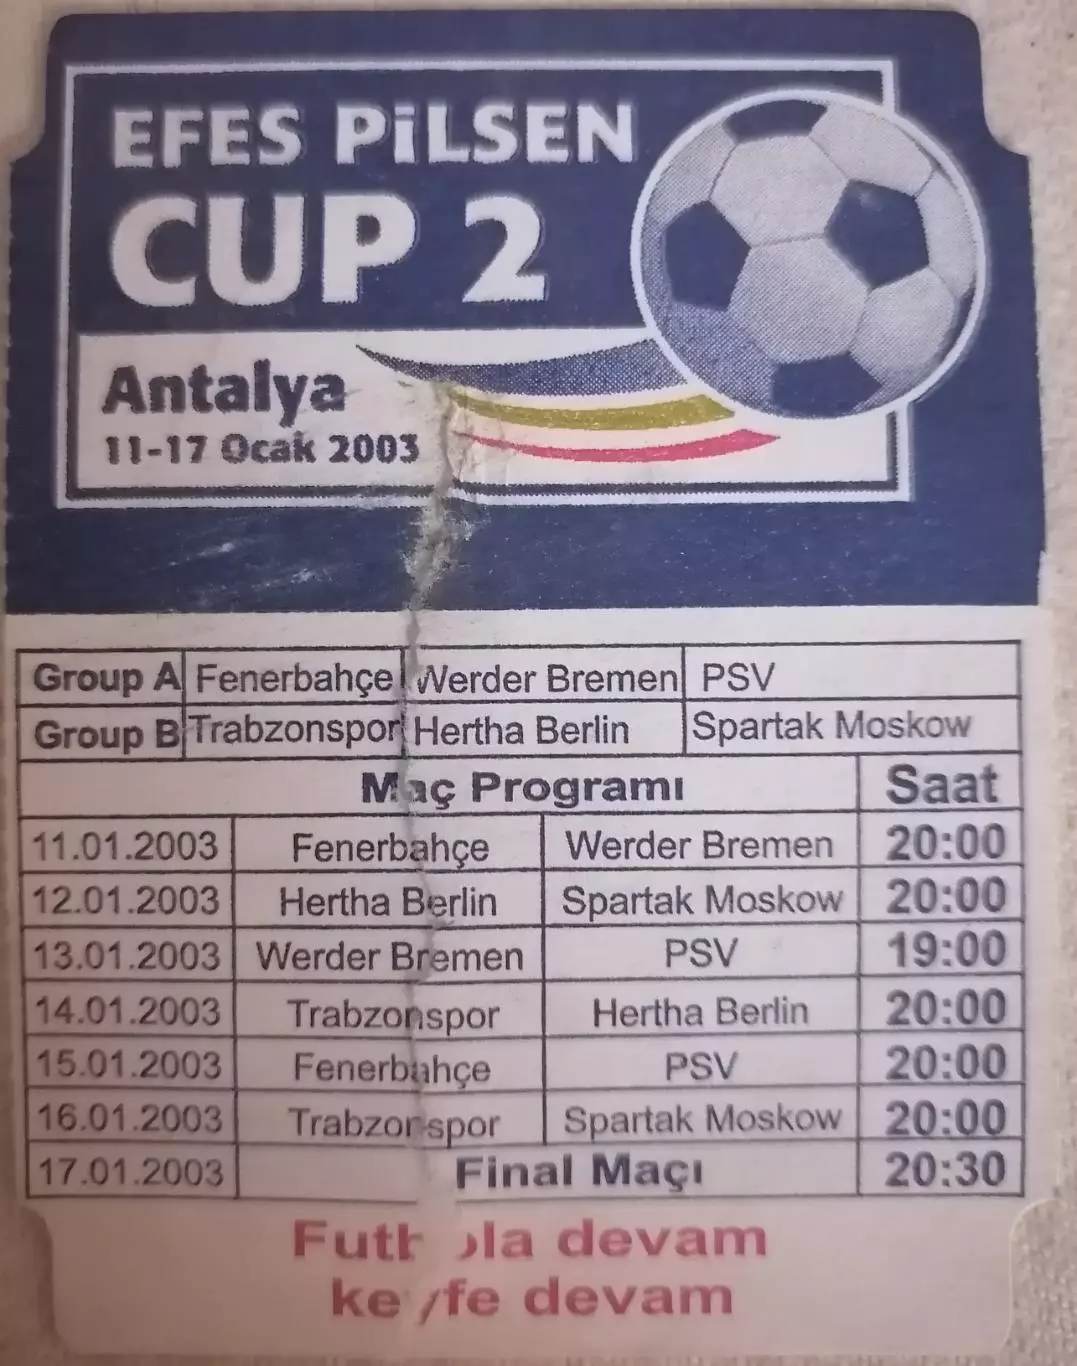 EFES PiLSEN
CUP 2
Antalya
11-17 Ocak 2003
Group A Fenerbahçe Werder Bremen PSV
Group B Trabzonspor Hertha Berlin Spartak Moskow
Maç Programı Saat
11.01.2003 Fenerbahçe Werder Bremen 20:00
12.01.2003 Hertha Berlin Spartak Moskow 20:00
13.01.2003 Werder Bremen PSV 19:00
14.01.2003 Trabzonspor Hertha Berlin 20:00
15.01.2003 Fenerbahçe PSV 20:00
16.01.2003 Trabzonspor Spartak Moskow 20:00
17.01.2003 Final Maçı 20:30
Futbola devam
keyfe devam